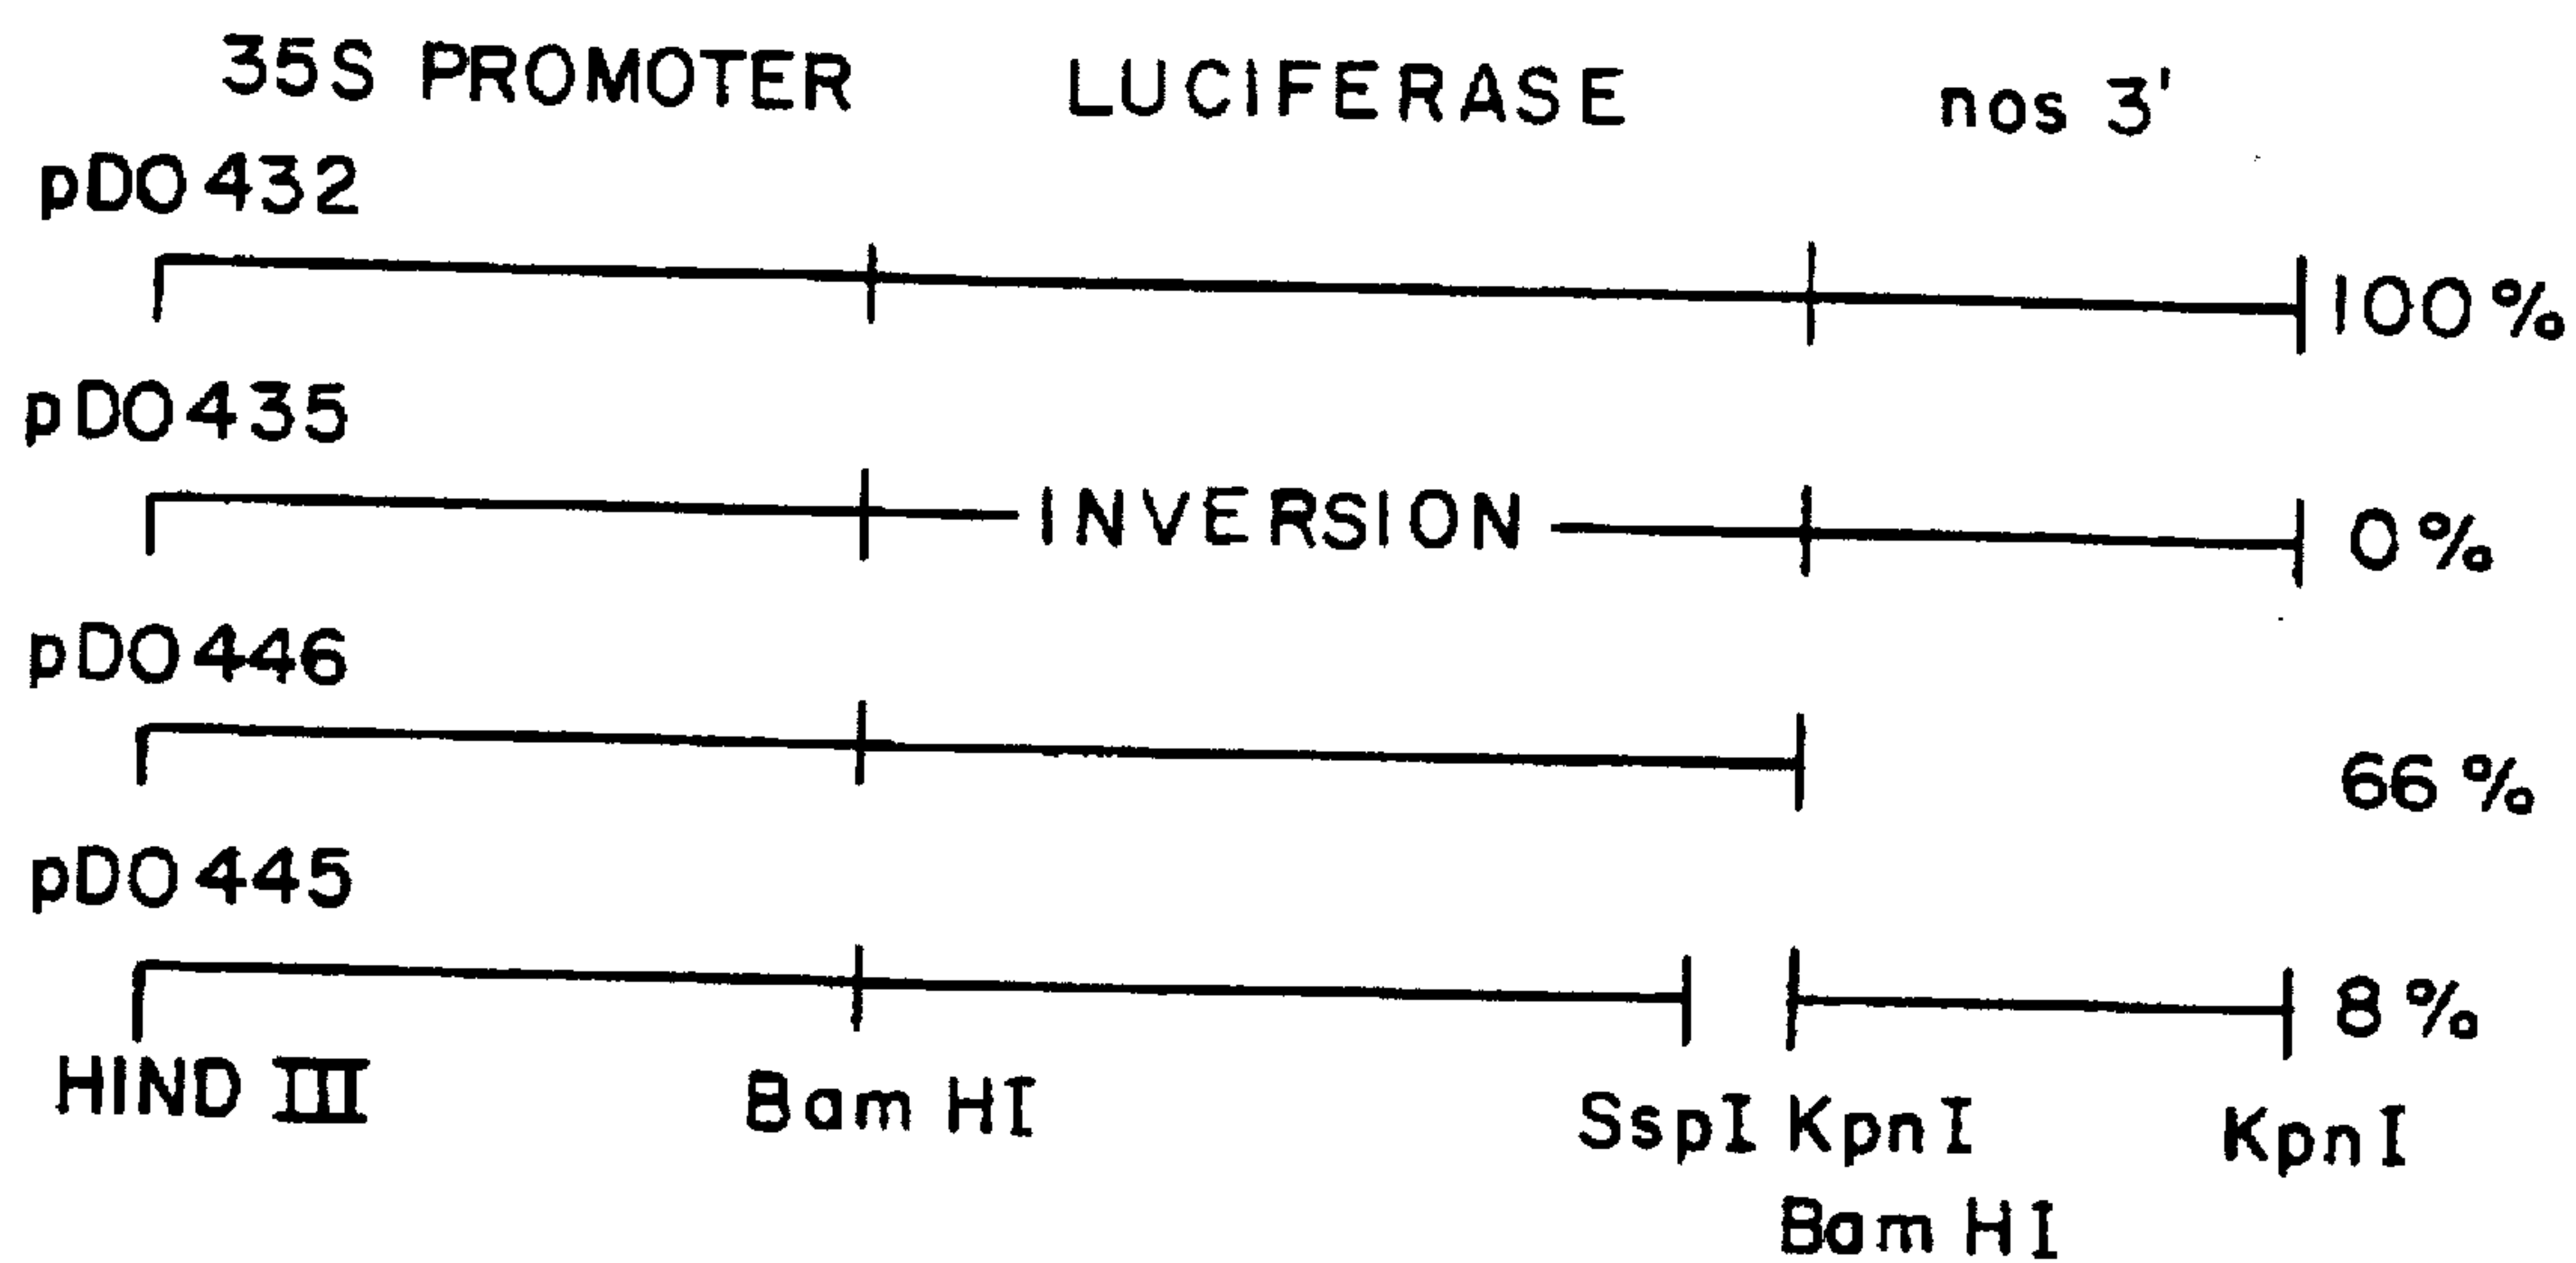 35S PROMOTER LUCIFERASE nos 3'
pDO432
100%
pDO435
INVERSION 0%
pDO446
66%
pDO445
8%
HIND III Bam HI SspI KpnI KpnI
Bam HI